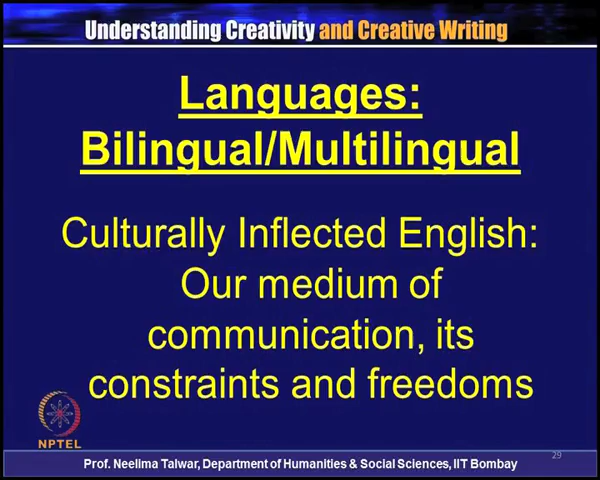 Understanding Creativity and Creative Writing
Languages:
Bilingual/Multilingual
Culturally Inflected English:
Our medium of
communication, its
constraints and freedoms
NPTEL
29
Prof. Neelima Talwar, Department of Humanities & Social Sciences, IIT Bombay